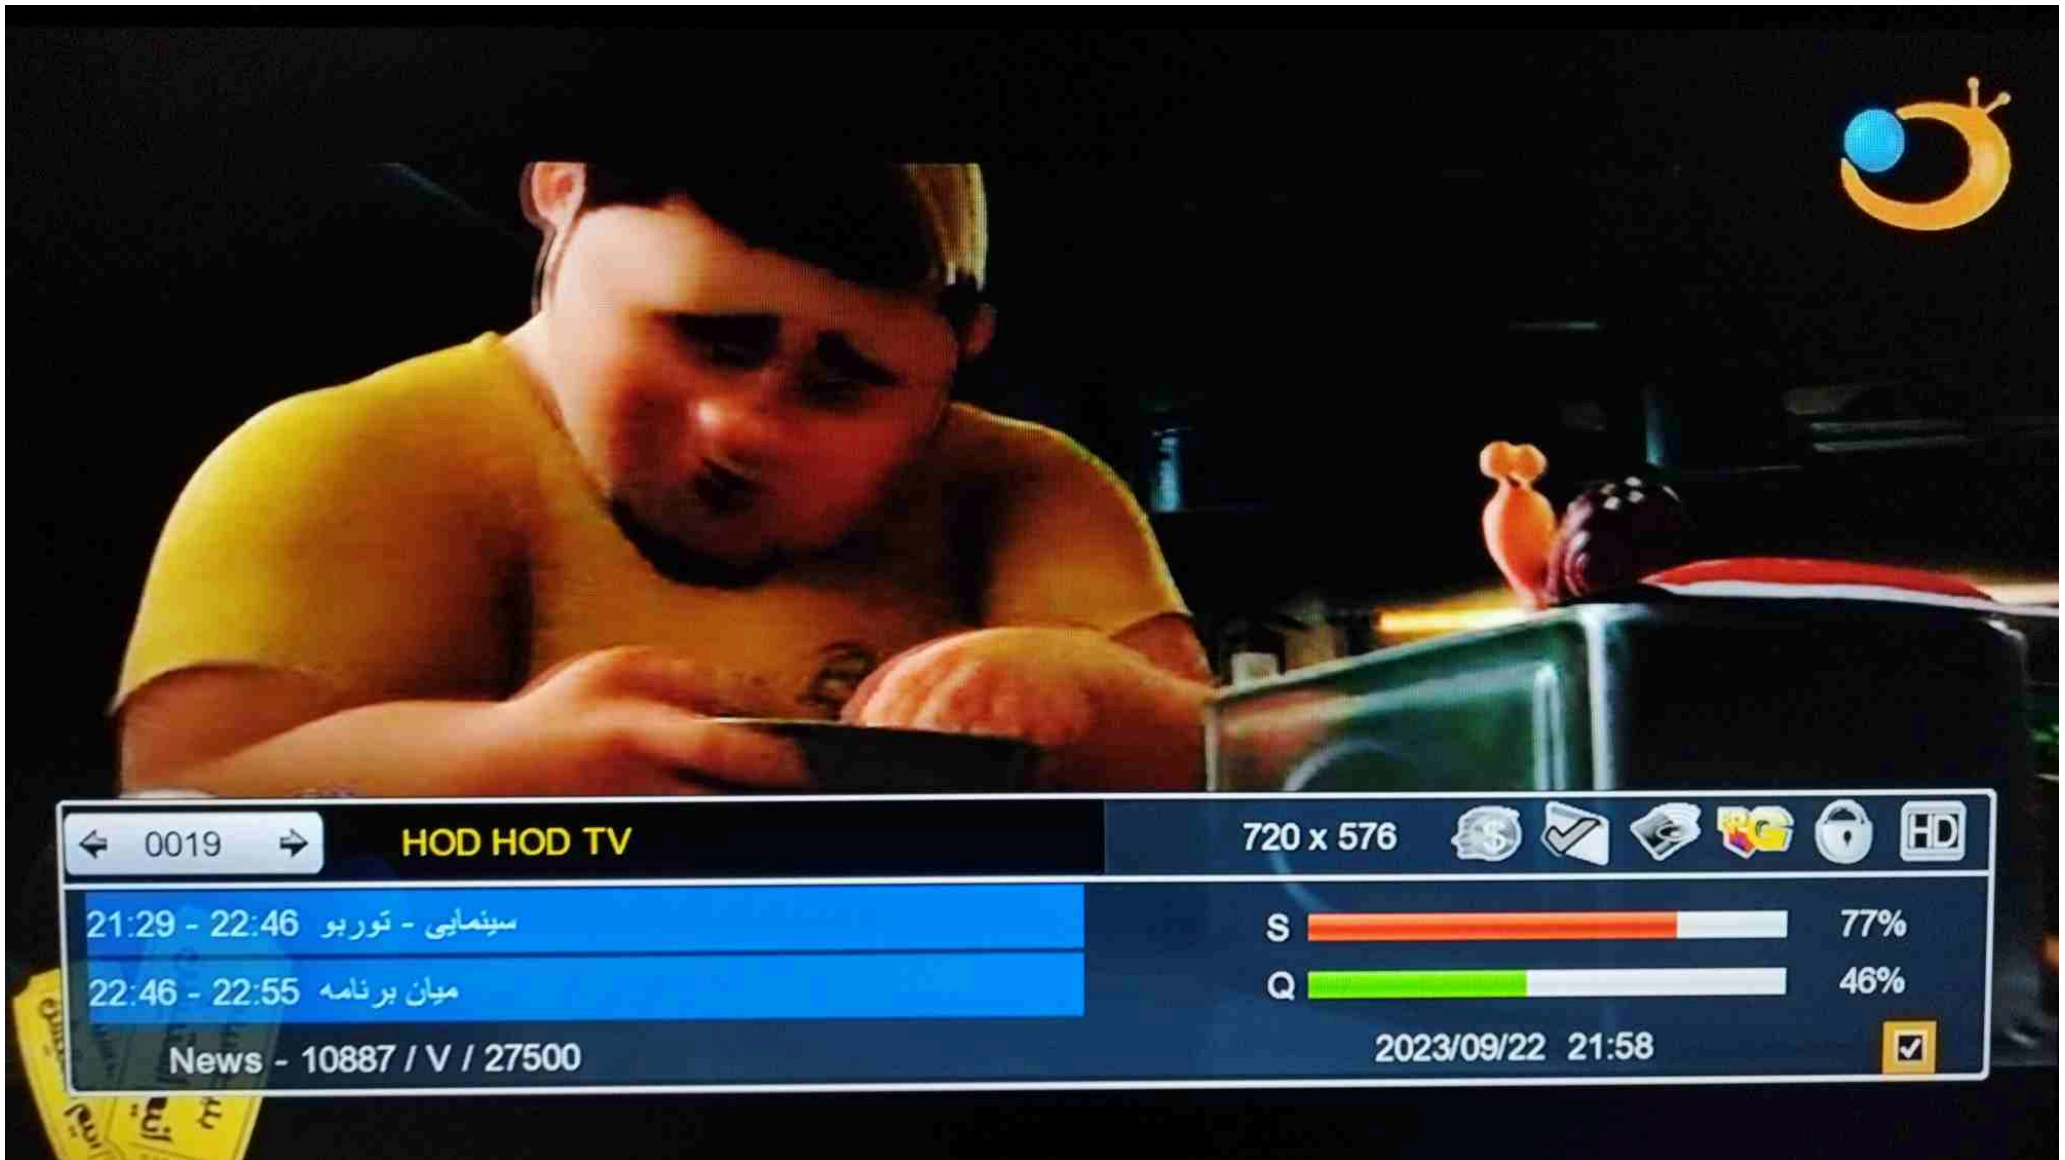 0019
HOD HOD TV
720 x 576
HD
21:29 - 22:46 سینمایی - توربو
22:46 - 22:55 میان برنامه
S 77%
Q 46%
News - 10887 / V / 27500
2023/09/22 21:58